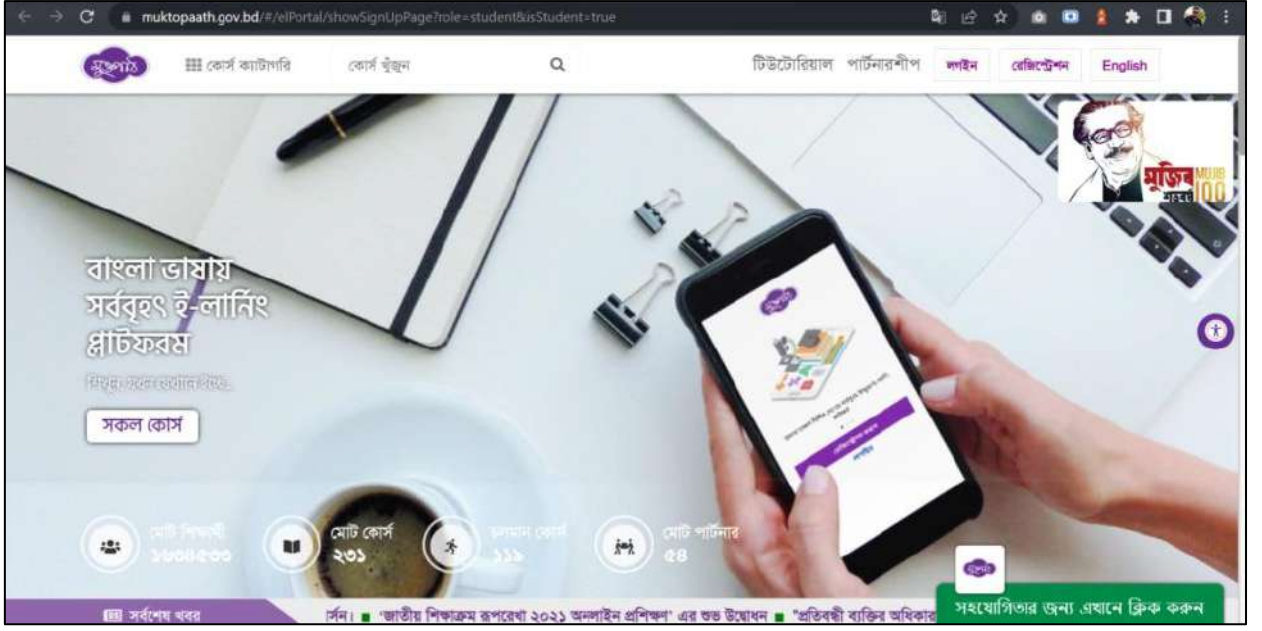 muktopaath.gov.bd/#/elPortal/showSignUpPage?role=student&isStudent=true
মুক্তপাঠ
কোর্স ক্যাটাগরি
কোর্স খুঁজুন
টিউটোরিয়াল
পার্টনারশীপ
লগইন
রেজিস্ট্রেশন
English
মুজিব
MUJIB
100
বাংলা ভাষায়
সর্ববৃহৎ ই-লার্নিং
প্লাটফরম
সকল কোর্স
মোট শিক্ষার্থী
মোট কোর্স
২৩১
চলমান কোর্স
১১৯
মোট পার্টনার
৫৪
সর্বশেষ খবর
র্সন। ■ 'জাতীয় শিক্ষাক্রম রূপরেখা ২০২১ অনলাইন প্রশিক্ষণ' এর শুভ উদ্বোধন ■ "প্রতিবন্ধী ব্যক্তির অধিকার
সহযোগিতার জন্য এখানে ক্লিক করুন